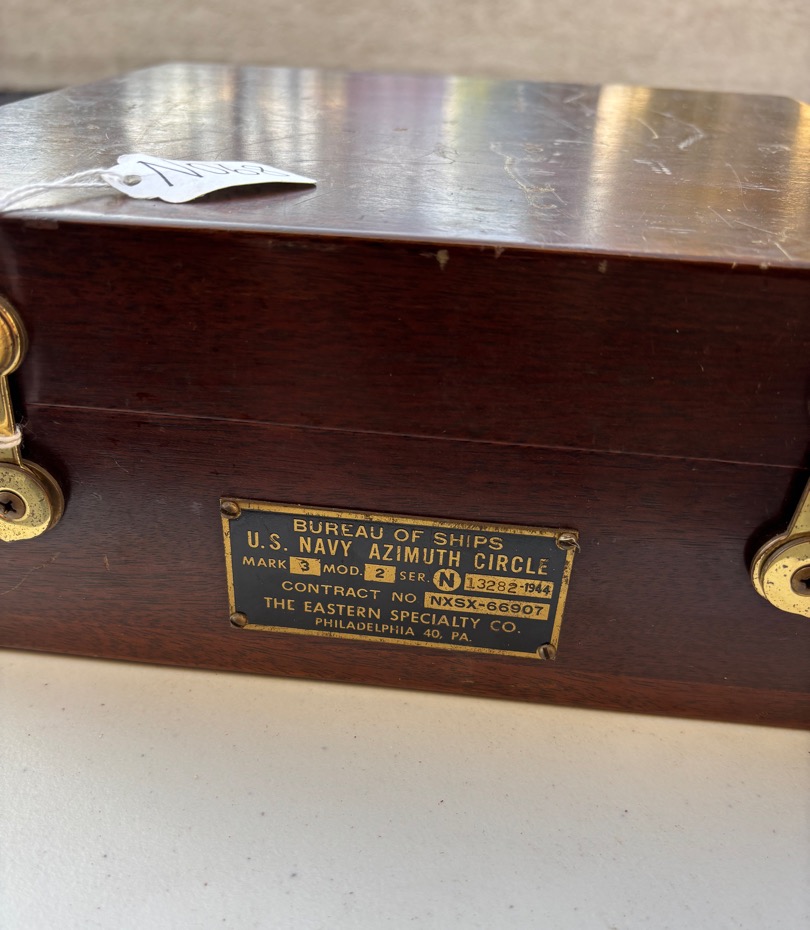 BUREAU OF SHIPS
U.S. NAVY AZIMUTH CIRCLE
MARK 3 MOD. 2 SER. N 13282-1944
CONTRACT NO NXSX-66907
THE EASTERN SPECIALTY CO.
PHILADELPHIA 40, PA.